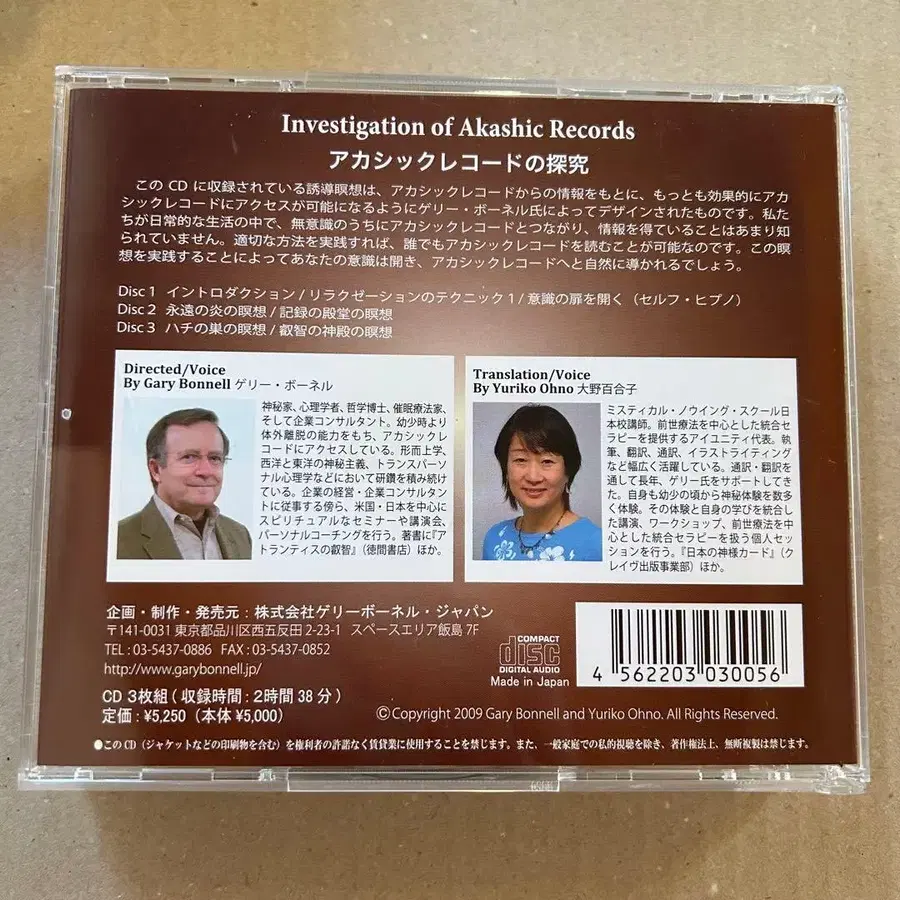 Investigation of Akashic Records
アカシックレコードの探究
このCDに収録されている誘導瞑想は、アカシックレコードからの情報をもとに、もっとも効果的にアカ
シックレコードにアクセスが可能になるようにゲリー・ボーネル氏によってデザインされたものです。私た
ちが日常的な生活の中で、無意識のうちにアカシックレコードとつながり、情報を得ていることはあまり知
られていません。適切な方法を実践すれば、誰でもアカシックレコードを読むことが可能なのです。この瞑
想を実践することによってあなたの意識は開き、アカシックレコードへと自然に導かれるでしょう。
Disc 1 イントロダクション / リラクゼーションのテクニック 1 / 意識の扉を開く（セルフ・ヒプノ）
Disc 2 永遠の炎の瞑想 / 記録の殿堂の瞑想
Disc 3 ハチの巣の瞑想 / 叡智の神殿の瞑想
Directed/Voice
By Gary Bonnell ゲリー・ボーネル
神秘家、心理学者、哲学博士、催眠療法家、
そして企業コンサルタント。幼少時より
体外離脱の能力をもち、アカシックレ
コードにアクセスしている。形而上学、
西洋と東洋の神秘主義、トランスパーソ
ナル心理学などにおいて研鑽を積み続け
ている。企業の経営・企業コンサルタン
トに従事する傍ら、米国・日本を中心に
スピリチュアルなセミナーや講演会、
パーソナルコーチングを行う。著書に『ア
トランティスの叡智』（徳間書店）ほか。
Translation/Voice
By Yuriko Ohno 大野百合子
ミスティカル・ノウイング・スクール日
本校講師。前世療法を中心とした統合セ
ラピーを提供するアイユニティ代表。執
筆、翻訳、通訳、イラストライティング
など幅広く活躍している。通訳・翻訳を
通して長年、ゲリー氏をサポートしてき
た。自身も幼少の頃から神秘体験を数多
く体験。その体験と自身の学びを統合し
た講演、ワークショップ、前世療法を中
心とした統合セラピーを扱う個人セッ
ションを行う。『日本の神様カード』（ク
レイヴ出版事業部）ほか。
企画・制作・発売元：株式会社ゲリーボーネル・ジャパン
〒141-0031 東京都品川区西五反田 2-23-1 スペースエリア飯島 7F
TEL : 03-5437-0886 FAX : 03-5437-0852
http://www.garybonnell.jp/
CD 3枚組（収録時間：2時間 38分）
定価：¥5,250（本体 ¥5,000）
COMPACT
disc
DIGITAL AUDIO
Made in Japan
4 562203 030056
©Copyright 2009 Gary Bonnell and Yuriko Ohno. All Rights Reserved.
●このCD（ジャケットなどの印刷物を含む）を権利者の許諾なく賃貸業に使用することを禁じます。また、一般家庭での私的視聴を除き、著作権法上、無断複製は禁じます。